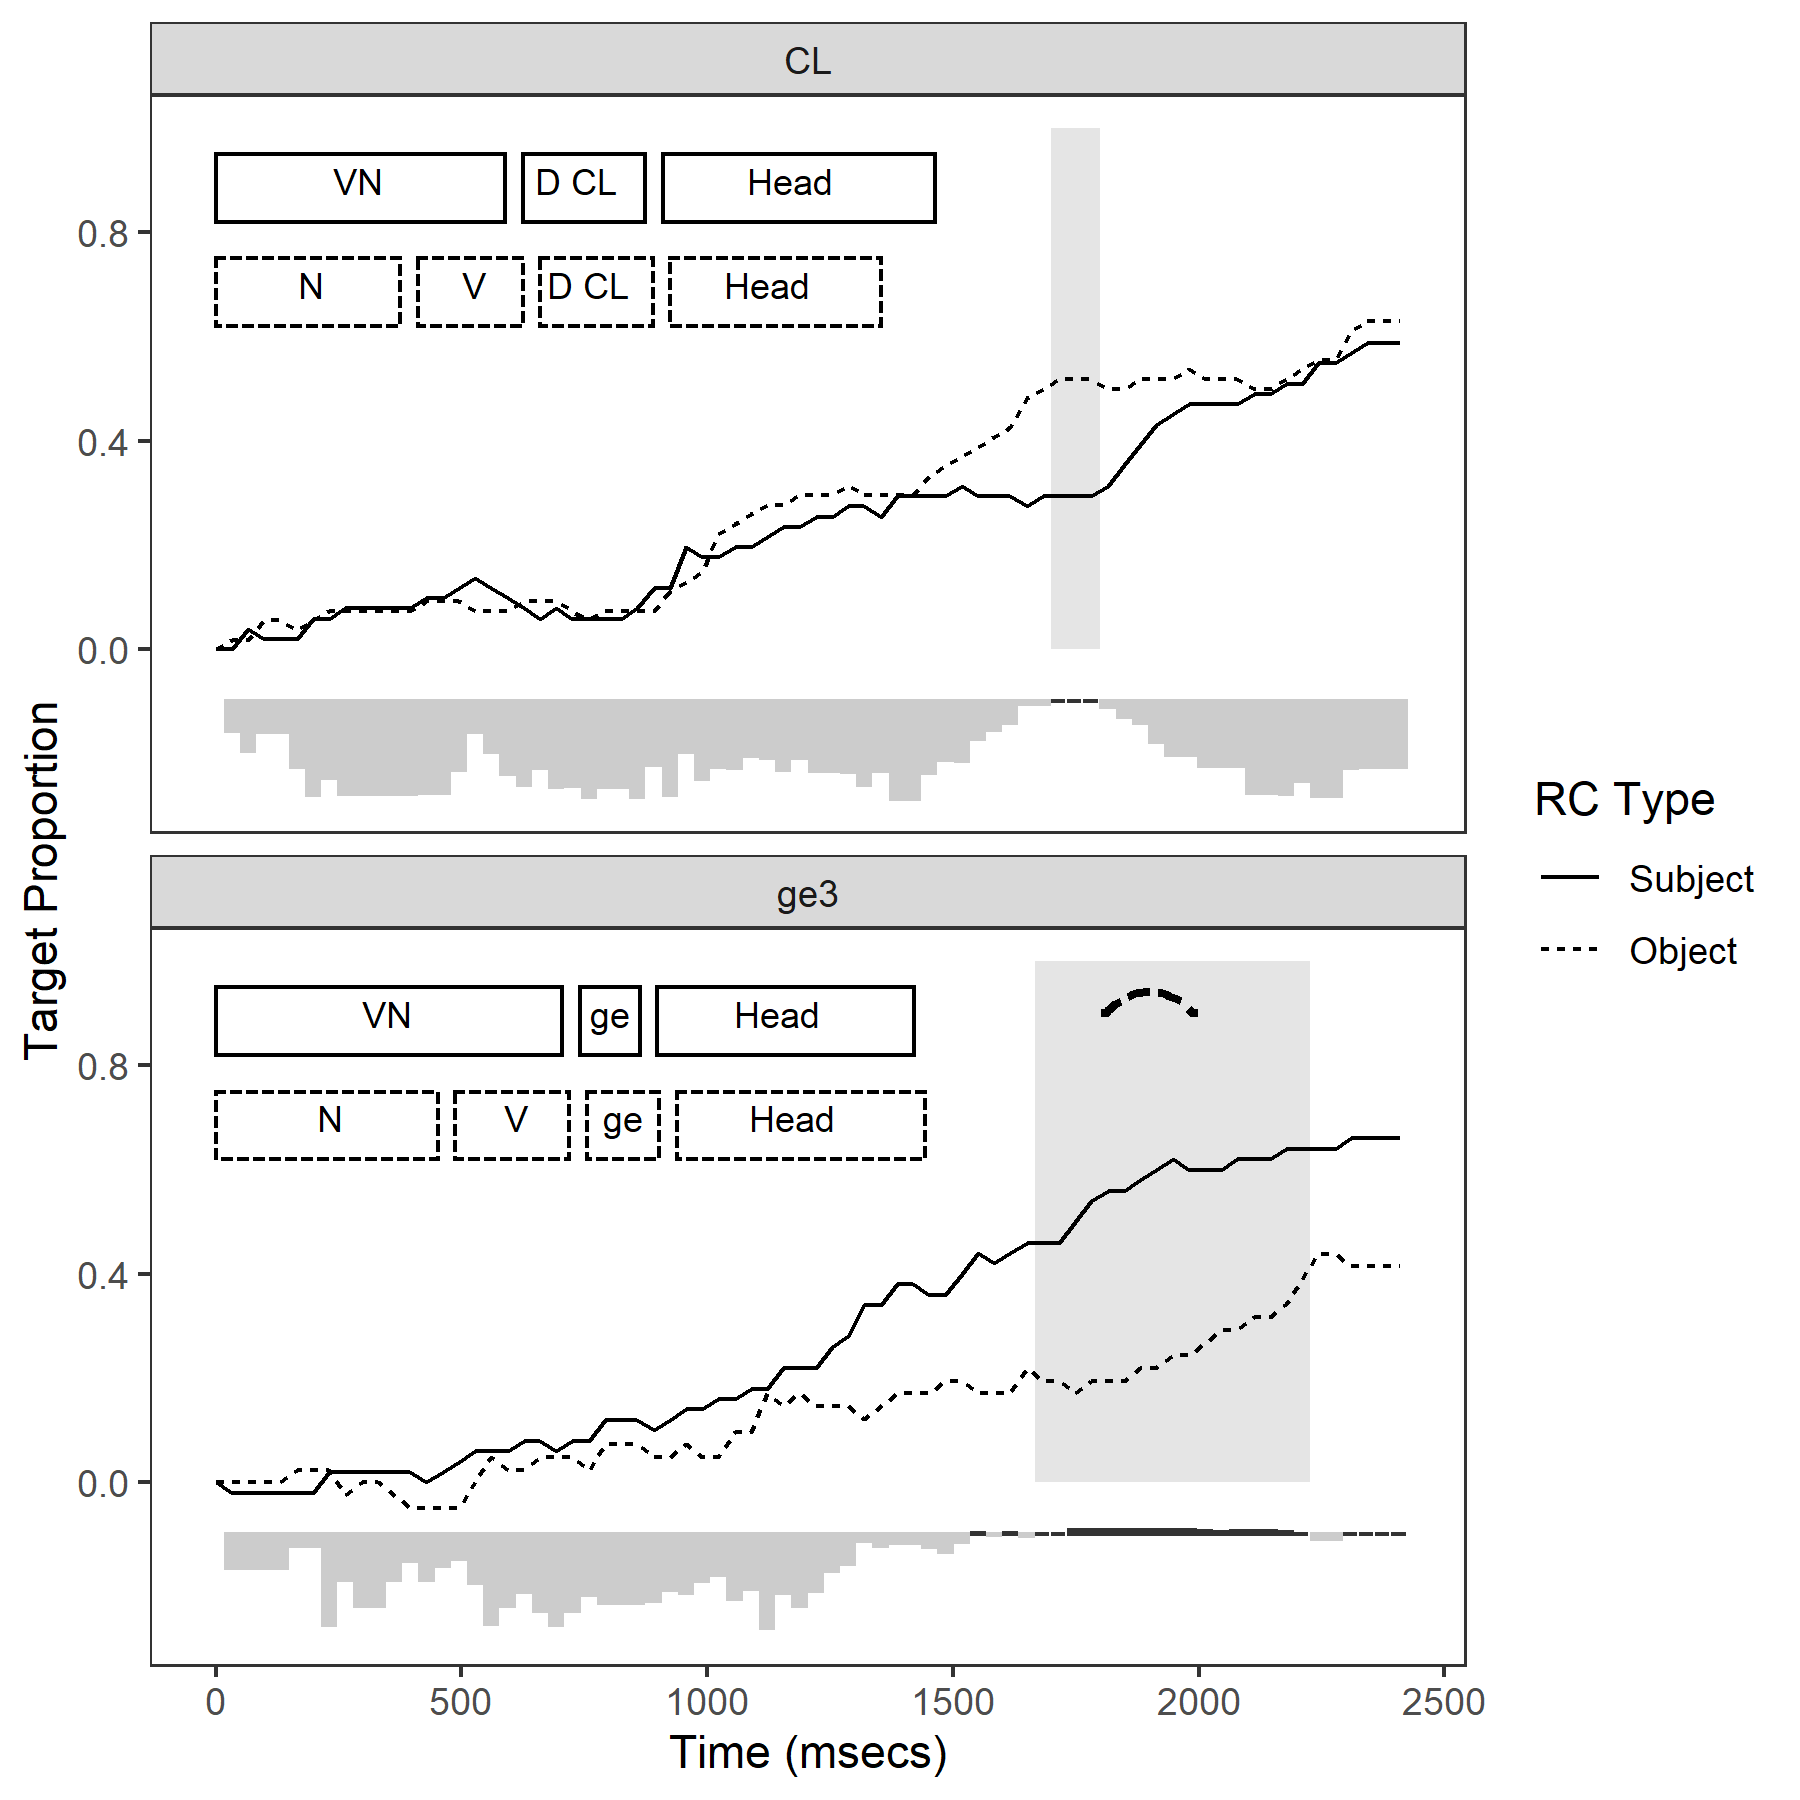 CL
VN D CL Head
N V D CL Head
0.8
0.4
0.0
ge3
VN ge Head
N V ge Head
0.8
0.4
0.0
0 500 1000 1500 2000 2500
Time (msecs)
Target Proportion
RC Type
Subject
Object